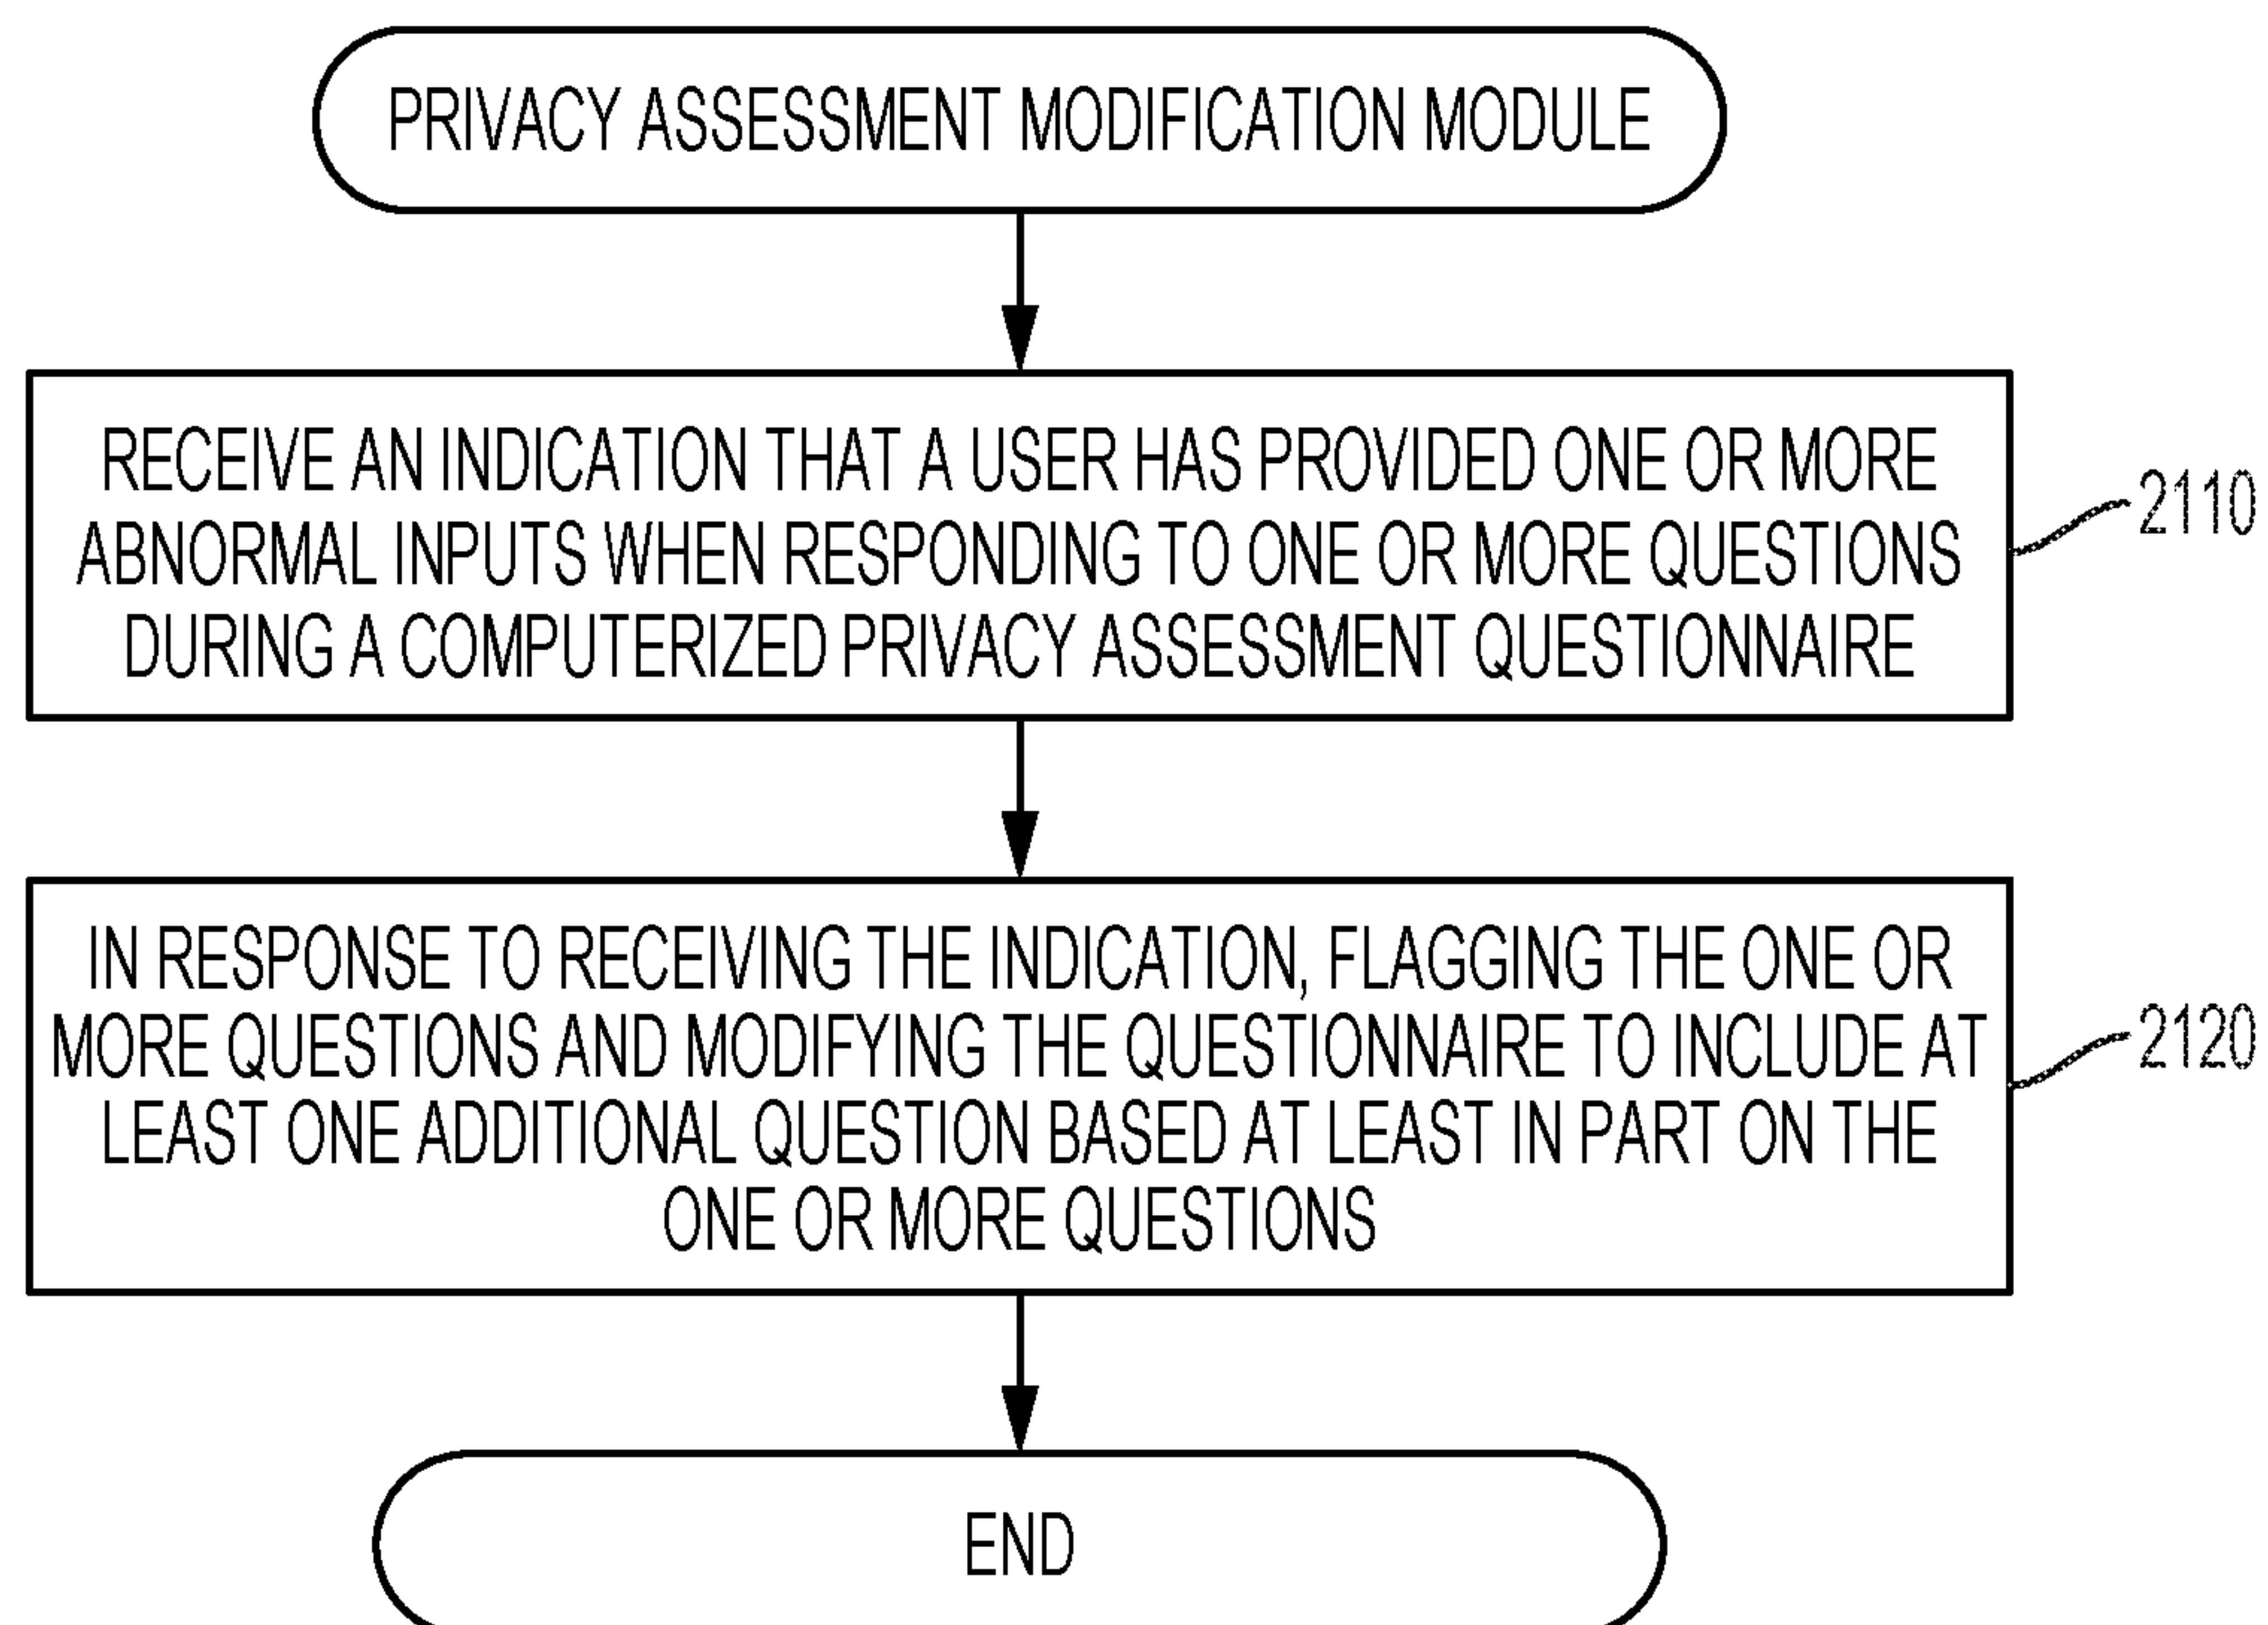 PRIVACY ASSESSMENT MODIFICATION MODULE
RECEIVE AN INDICATION THAT A USER HAS PROVIDED ONE OR MORE
ABNORMAL INPUTS WHEN RESPONDING TO ONE OR MORE QUESTIONS
DURING A COMPUTERIZED PRIVACY ASSESSMENT QUESTIONNAIRE
2110
IN RESPONSE TO RECEIVING THE INDICATION, FLAGGING THE ONE OR
MORE QUESTIONS AND MODIFYING THE QUESTIONNAIRE TO INCLUDE AT
LEAST ONE ADDITIONAL QUESTION BASED AT LEAST IN PART ON THE
ONE OR MORE QUESTIONS
2120
END